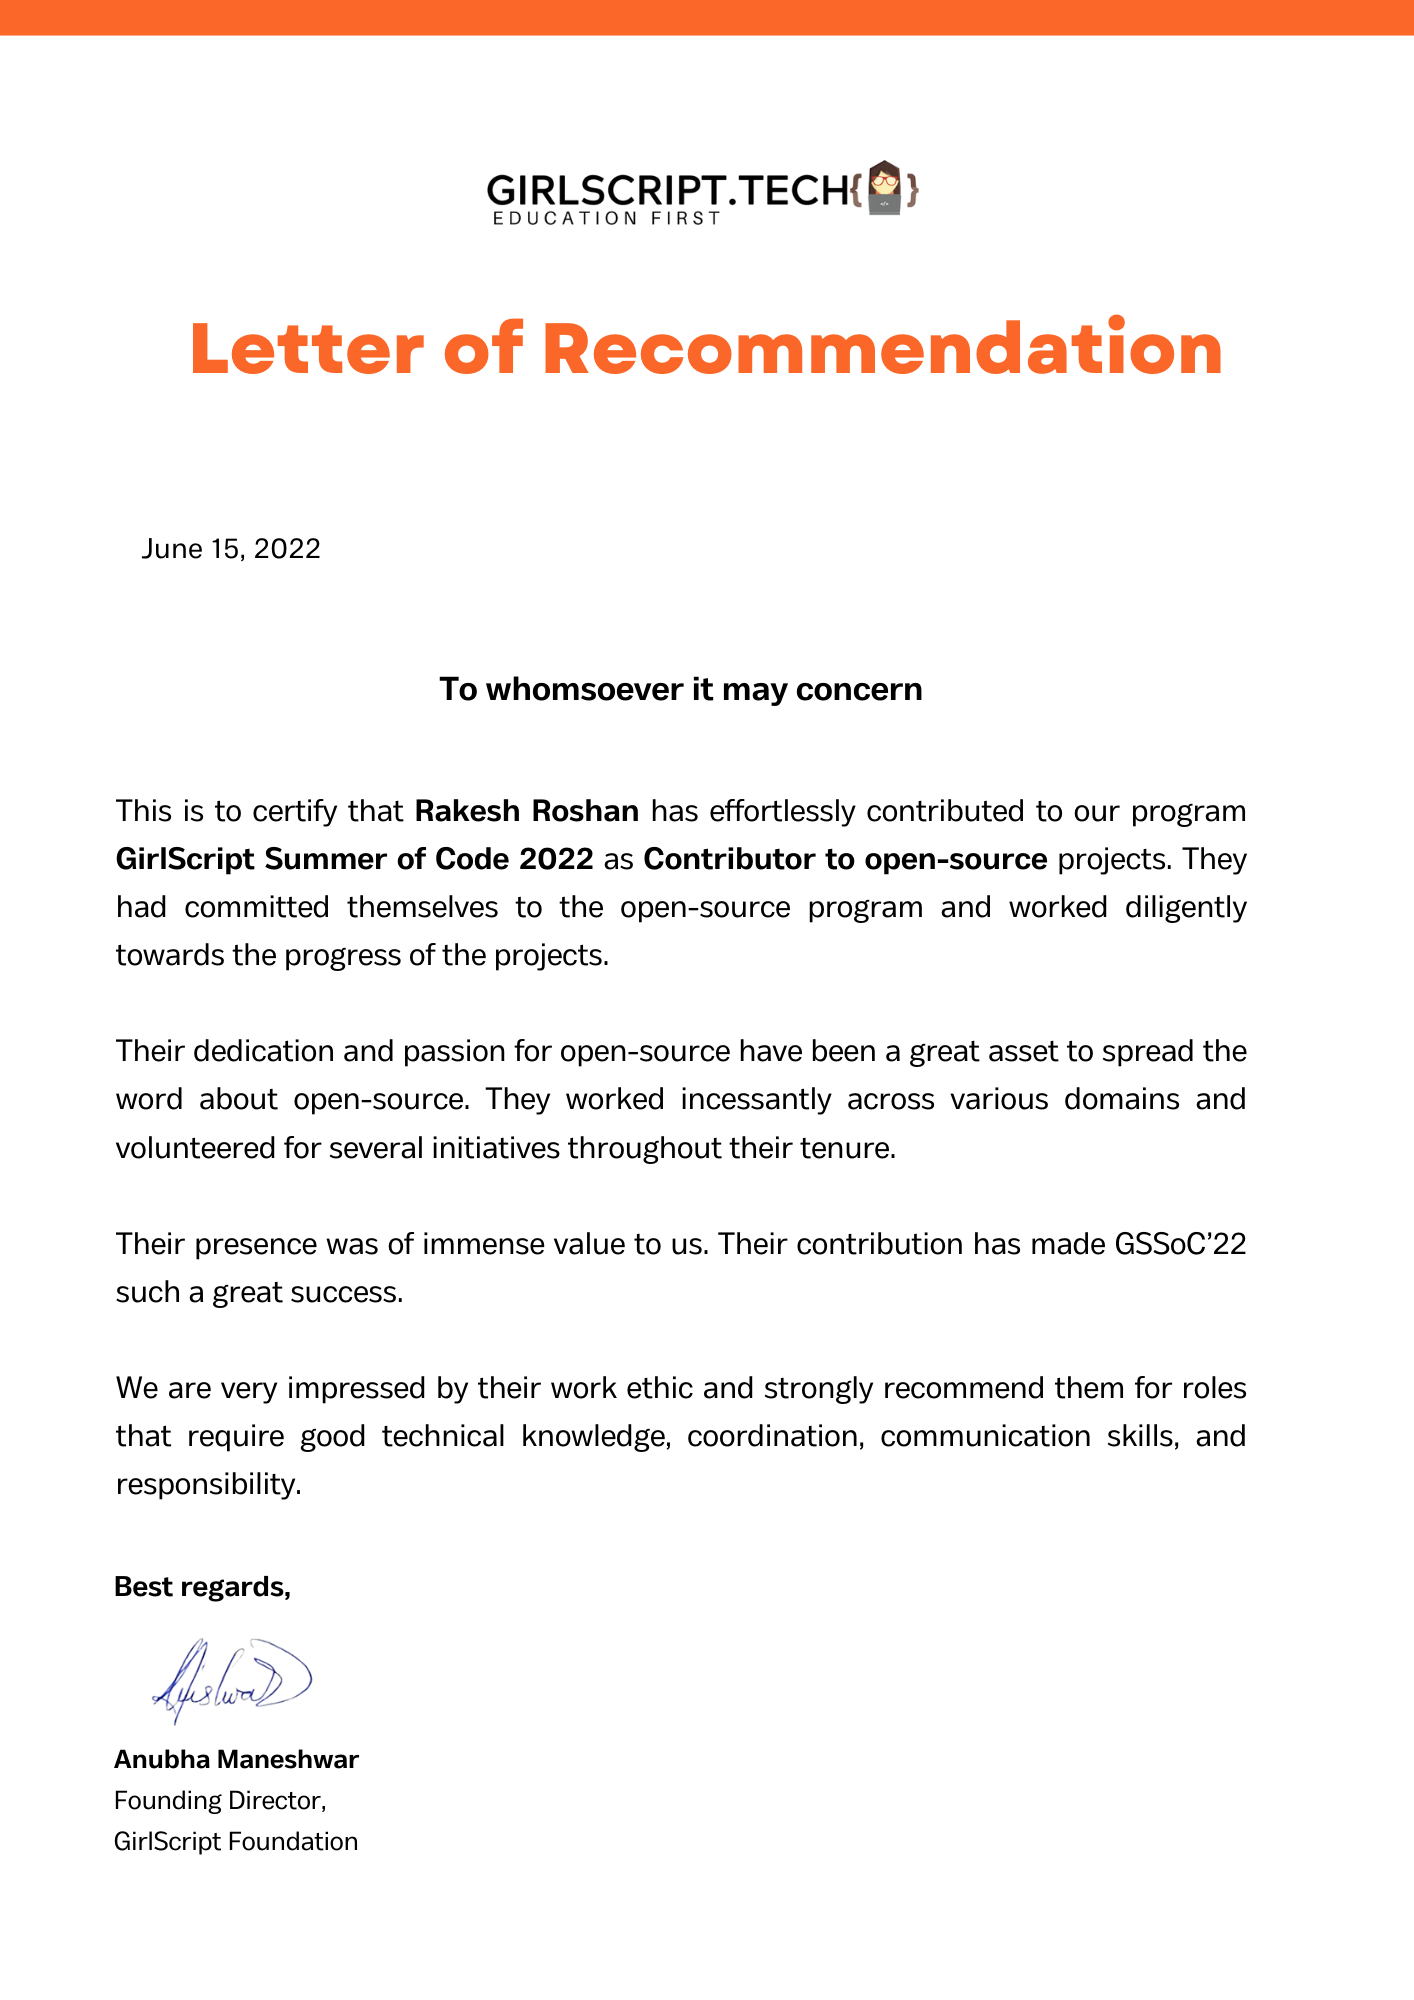 GIRLSCRIPT.TECH{ }
EDUCATION FIRST
Letter of Recommendation
June 15, 2022
To whomsoever it may concern
This is to certify that Rakesh Roshan has effortlessly contributed to our program
GirlScript Summer of Code 2022 as Contributor to open-source projects. They
had committed themselves to the open-source program and worked diligently
towards the progress of the projects.
Their dedication and passion for open-source have been a great asset to spread the
word about open-source. They worked incessantly across various domains and
volunteered for several initiatives throughout their tenure.
Their presence was of immense value to us. Their contribution has made GSSoC’22
such a great success.
We are very impressed by their work ethic and strongly recommend them for roles
that require good technical knowledge, coordination, communication skills, and
responsibility.
Best regards,
Anubha Maneshwar
Founding Director,
GirlScript Foundation